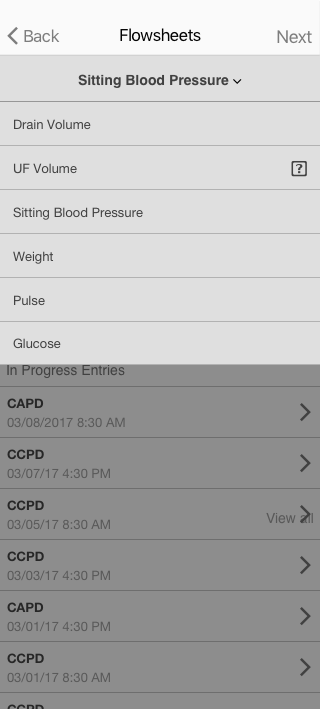 Back Flowsheets Next
Sitting Blood Pressure
Drain Volume
UF Volume ?
Sitting Blood Pressure
Weight
Pulse
Glucose
In Progress Entries
CAPD
03/08/2017 8:30 AM
CCPD
03/07/17 4:30 PM
CCPD
03/05/17 8:30 AM
View all
CCPD
03/03/17 4:30 PM
CAPD
03/01/17 4:30 PM
CCPD
03/01/17 8:30 AM
CCPD